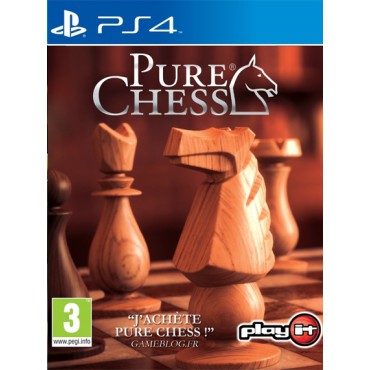 PS4
PURE®
CHESS
3
www.pegi.info
“J'ACHÈTE
PURE CHESS !”
GAMEBLOG.FR
play it